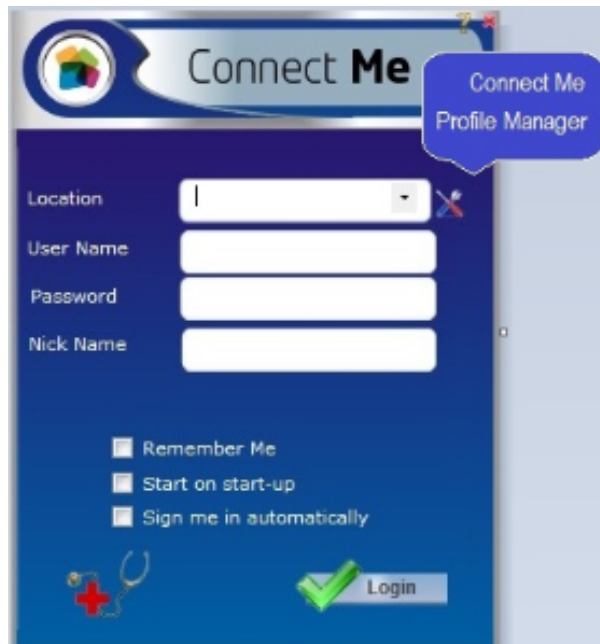 ?
Connect Me
Connect Me
Profile Manager
Location
User Name
Password
Nick Name
Remember Me
Start on start-up
Sign me in automatically
Login